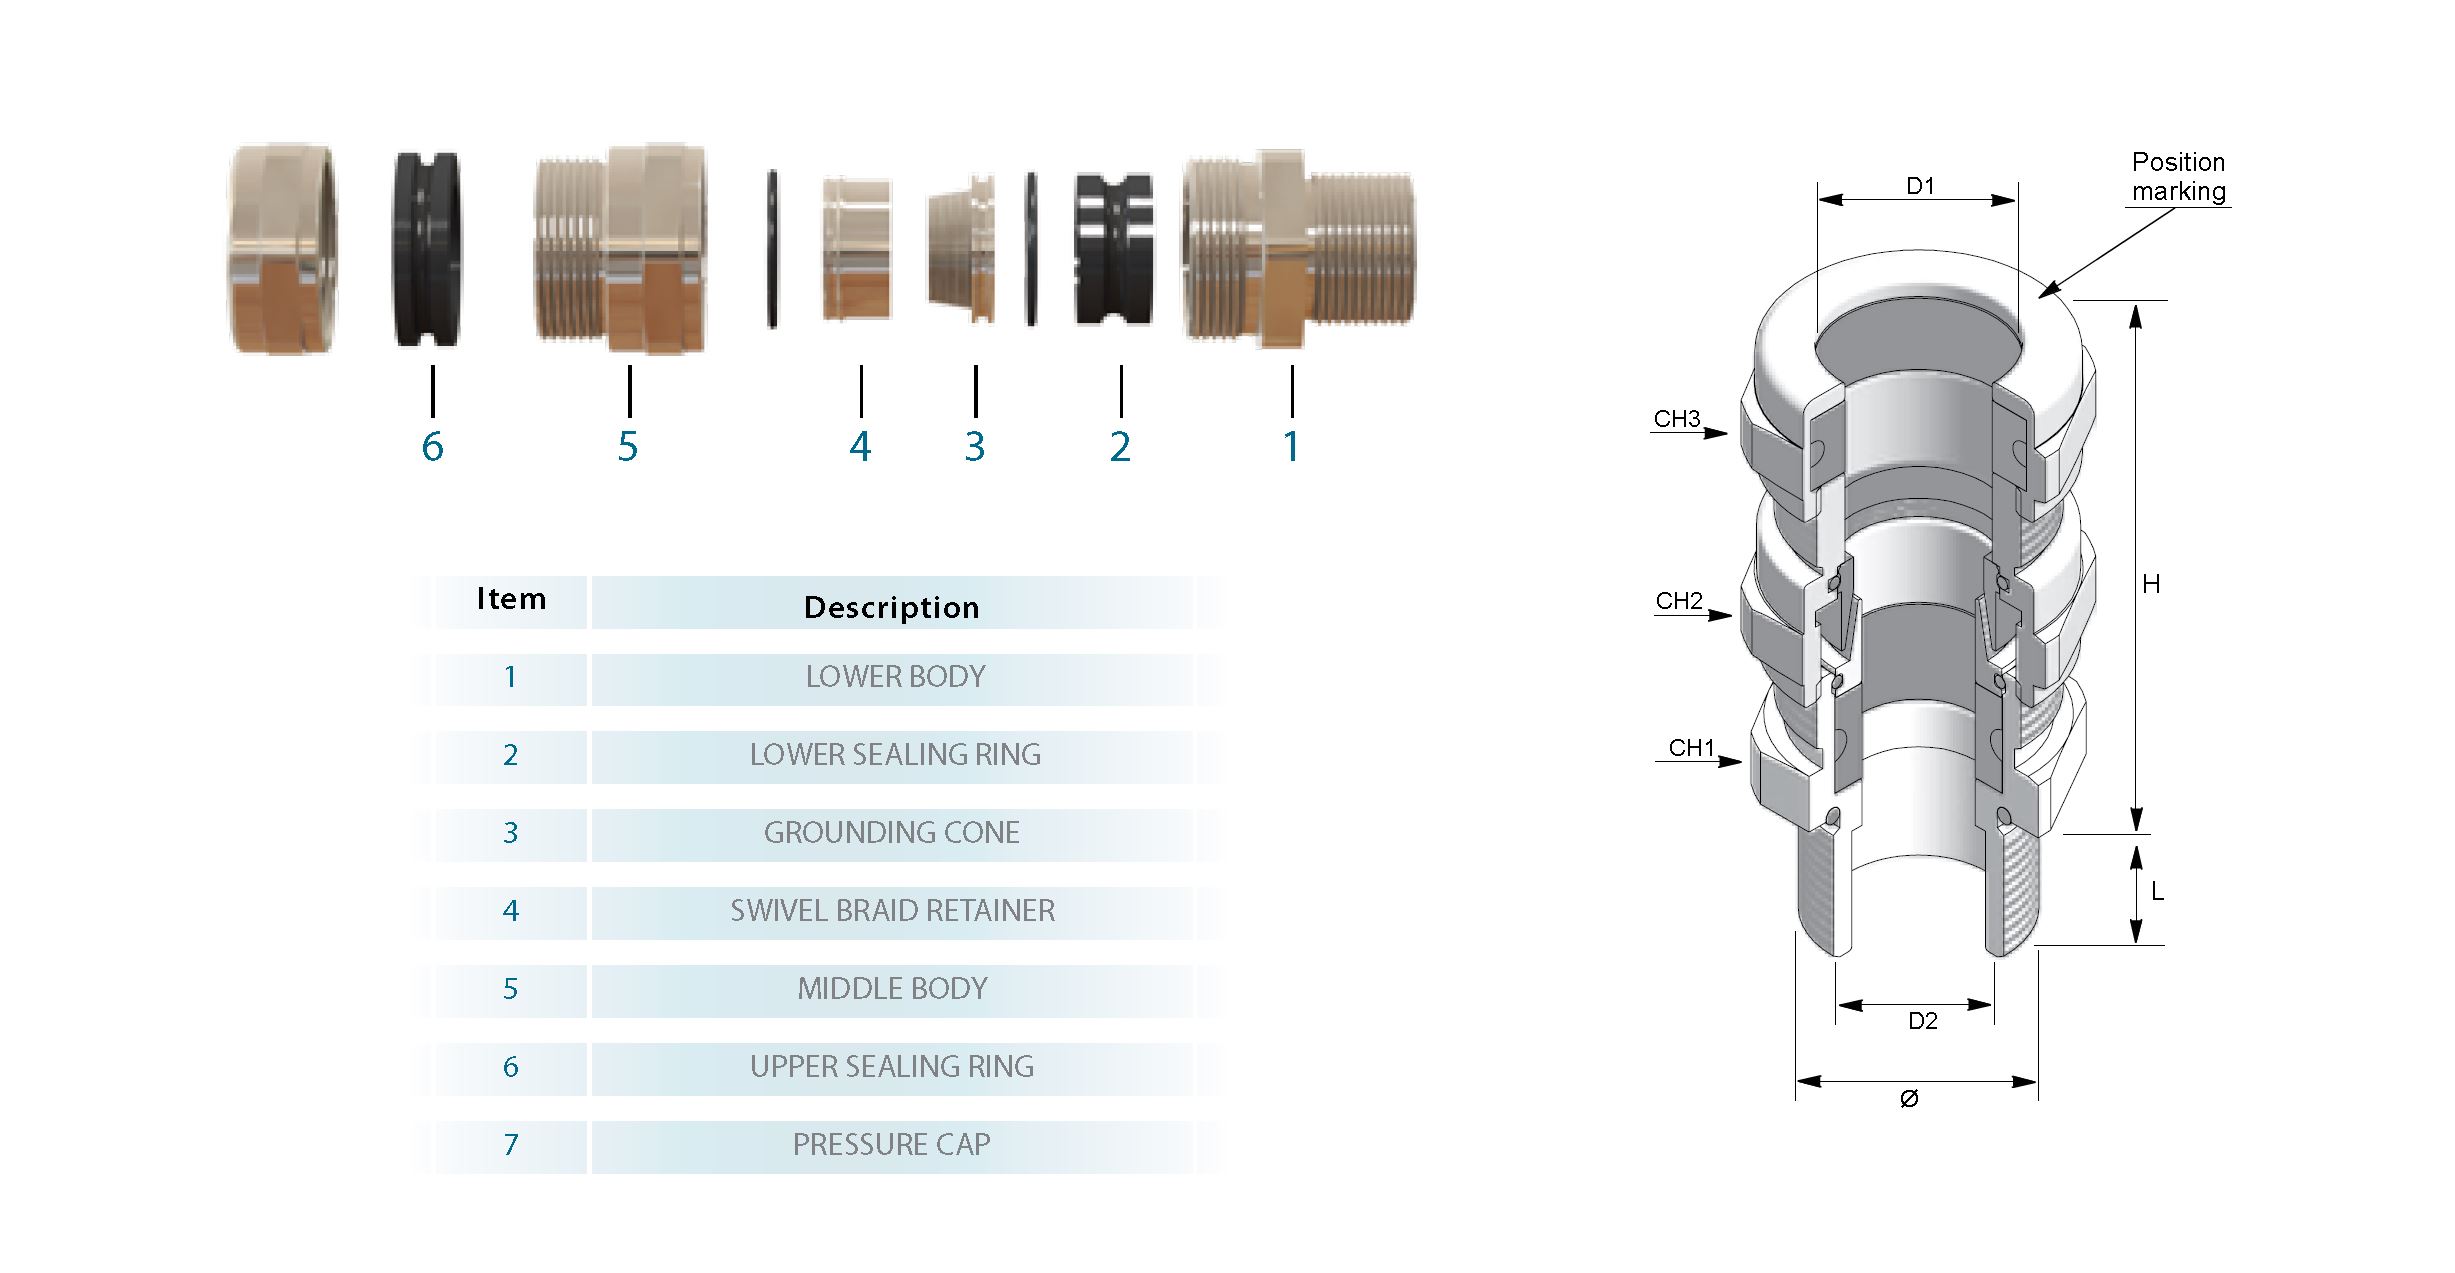 6 5 4 3 2 1
Item Description
1 LOWER BODY
2 LOWER SEALING RING
3 GROUNDING CONE
4 SWIVEL BRAID RETAINER
5 MIDDLE BODY
6 UPPER SEALING RING
7 PRESSURE CAP
Position
marking
D1
CH3
H
CH2
CH1
L
D2
Ø